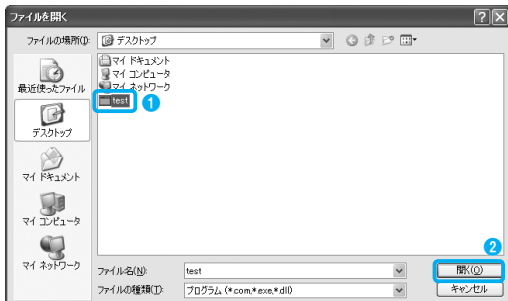 ファイルを開く
ファイルの場所(I):
デスクトップ
マイ ドキュメント
マイ コンピュータ
マイ ネットワーク
test
1
最近使ったファイル
デスクトップ
マイ ドキュメント
マイ コンピュータ
マイ ネットワーク
2
ファイル名(N):
test
開く(O)
ファイルの種類(T):
プログラム (*.com,*.exe,*.dll)
キャンセル